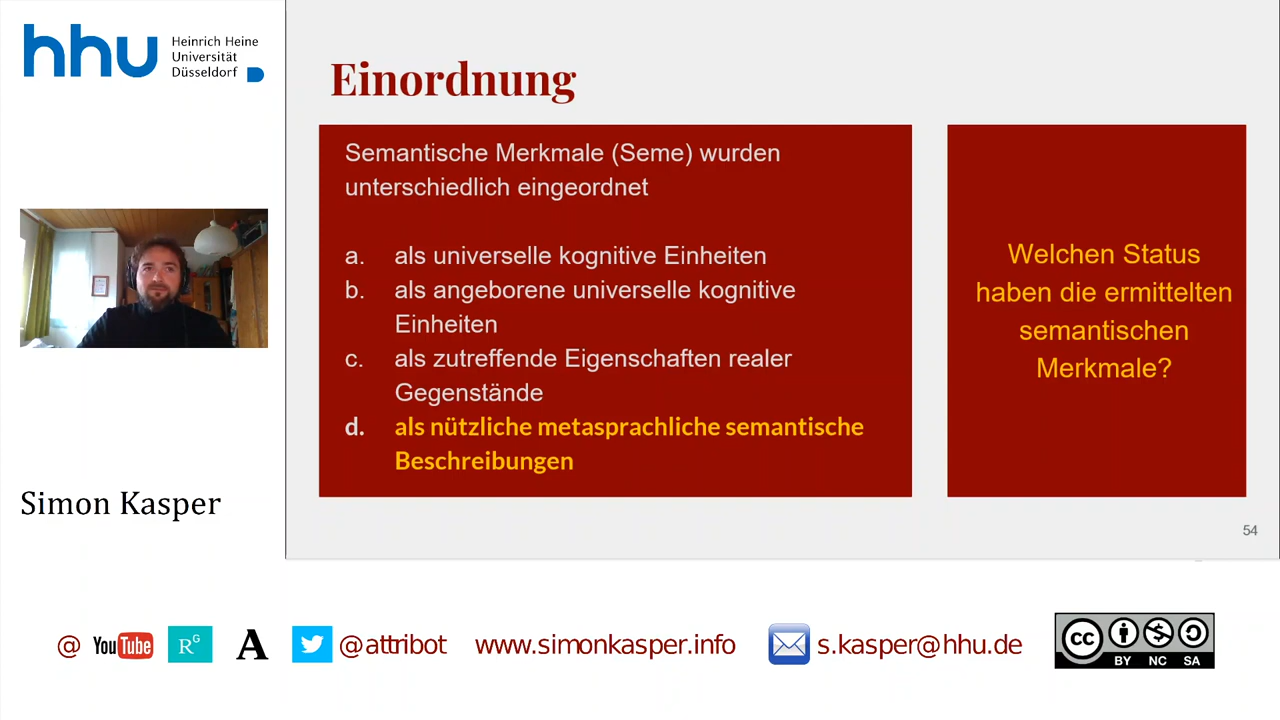 hhu Heinrich Heine
Universität
Düsseldorf
Einordnung
Semantische Merkmale (Seme) wurden
unterschiedlich eingeordnet
a. als universelle kognitive Einheiten
b. als angeborene universelle kognitive
Einheiten
c. als zutreffende Eigenschaften realer
Gegenstände
d. als nützliche metasprachliche semantische
Beschreibungen
Welchen Status
haben die ermittelten
semantischen
Merkmale?
Simon Kasper
54
@ YouTube RG A @attribot www.simonkasper.info s.kasper@hhu.de
cc BY NC SA